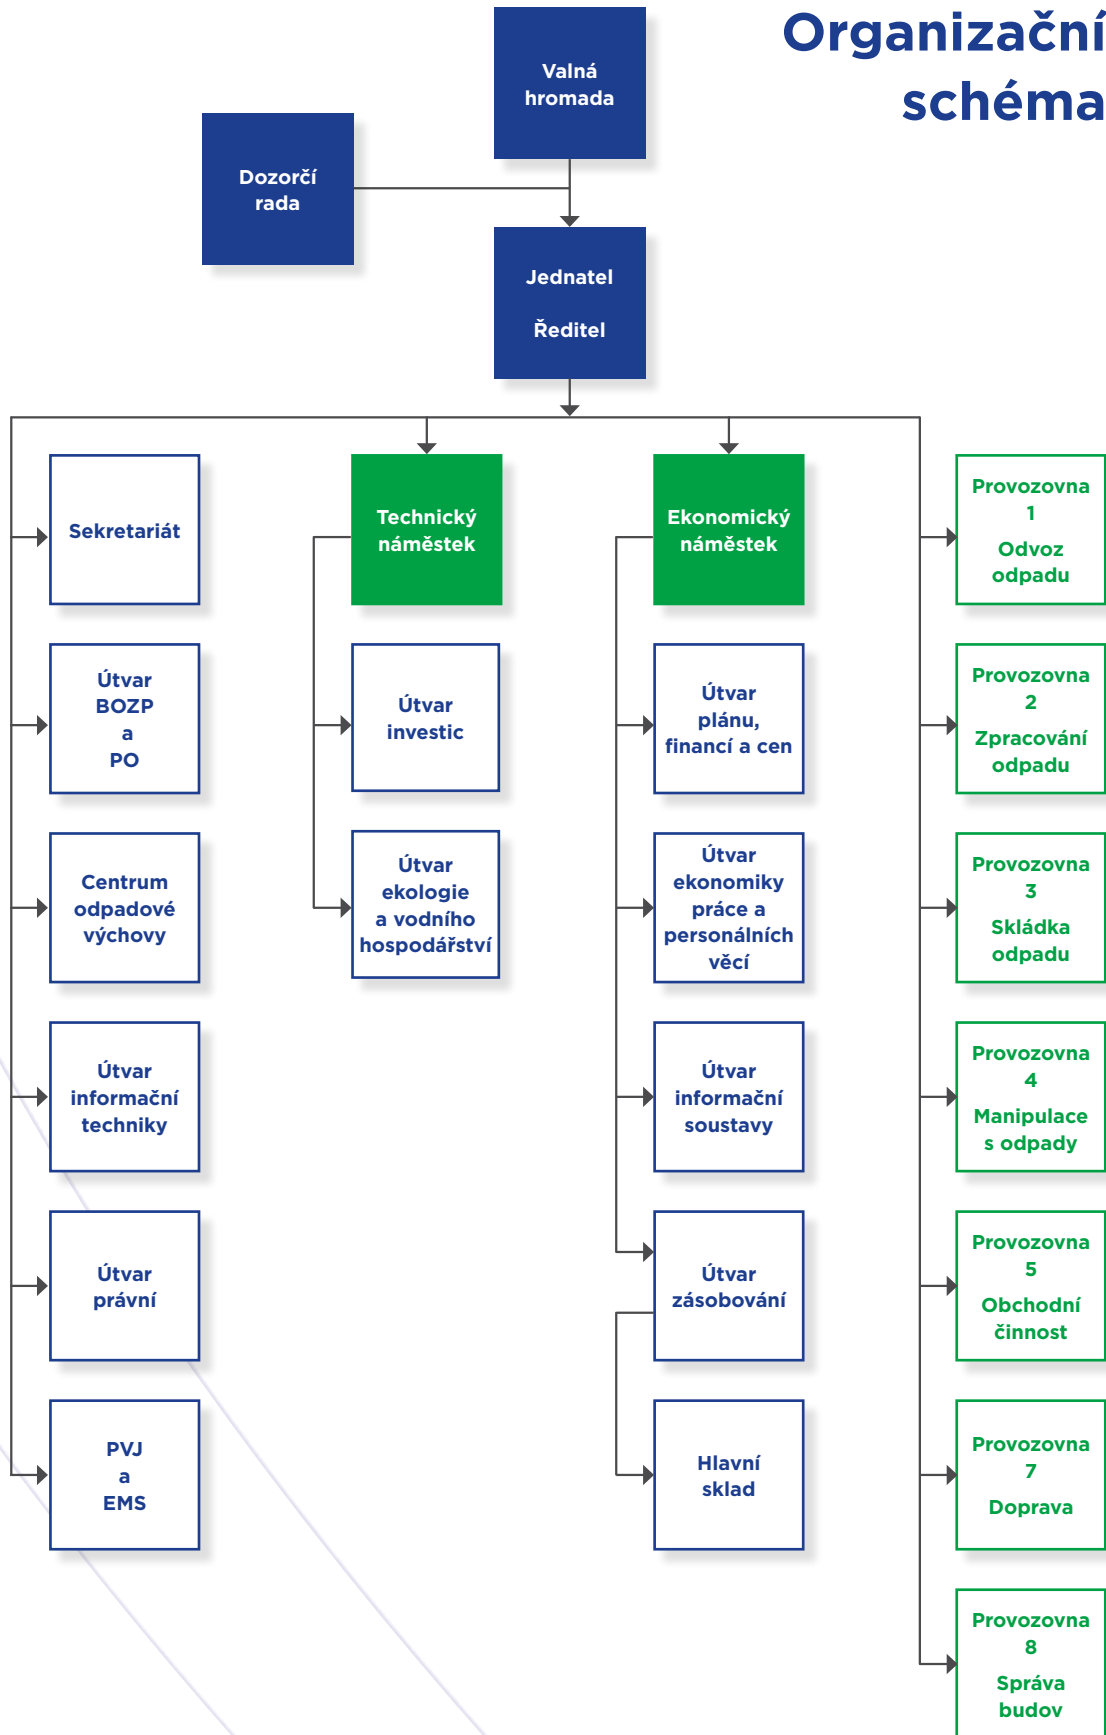 Organizační
schéma
Valná
hromada
Dozorčí
rada
Jednatel
Ředitel
Sekretariát
Útvar
BOZP
a
PO
Centrum
odpadové
výchovy
Útvar
informační
techniky
Útvar
právní
PVJ
a
EMS
Technický
náměstek
Útvar
investic
Útvar
ekologie
a vodního
hospodářství
Ekonomický
náměstek
Útvar
plánu,
financí a cen
Útvar
ekonomiky
práce a
personálních
věcí
Útvar
informační
soustavy
Útvar
zásobování
Hlavní
sklad
Provozovna
1
Odvoz
odpadu
Provozovna
2
Zpracování
odpadu
Provozovna
3
Skládka
odpadu
Provozovna
4
Manipulace
s odpady
Provozovna
5
Obchodní
činnost
Provozovna
7
Doprava
Provozovna
8
Správa
budov